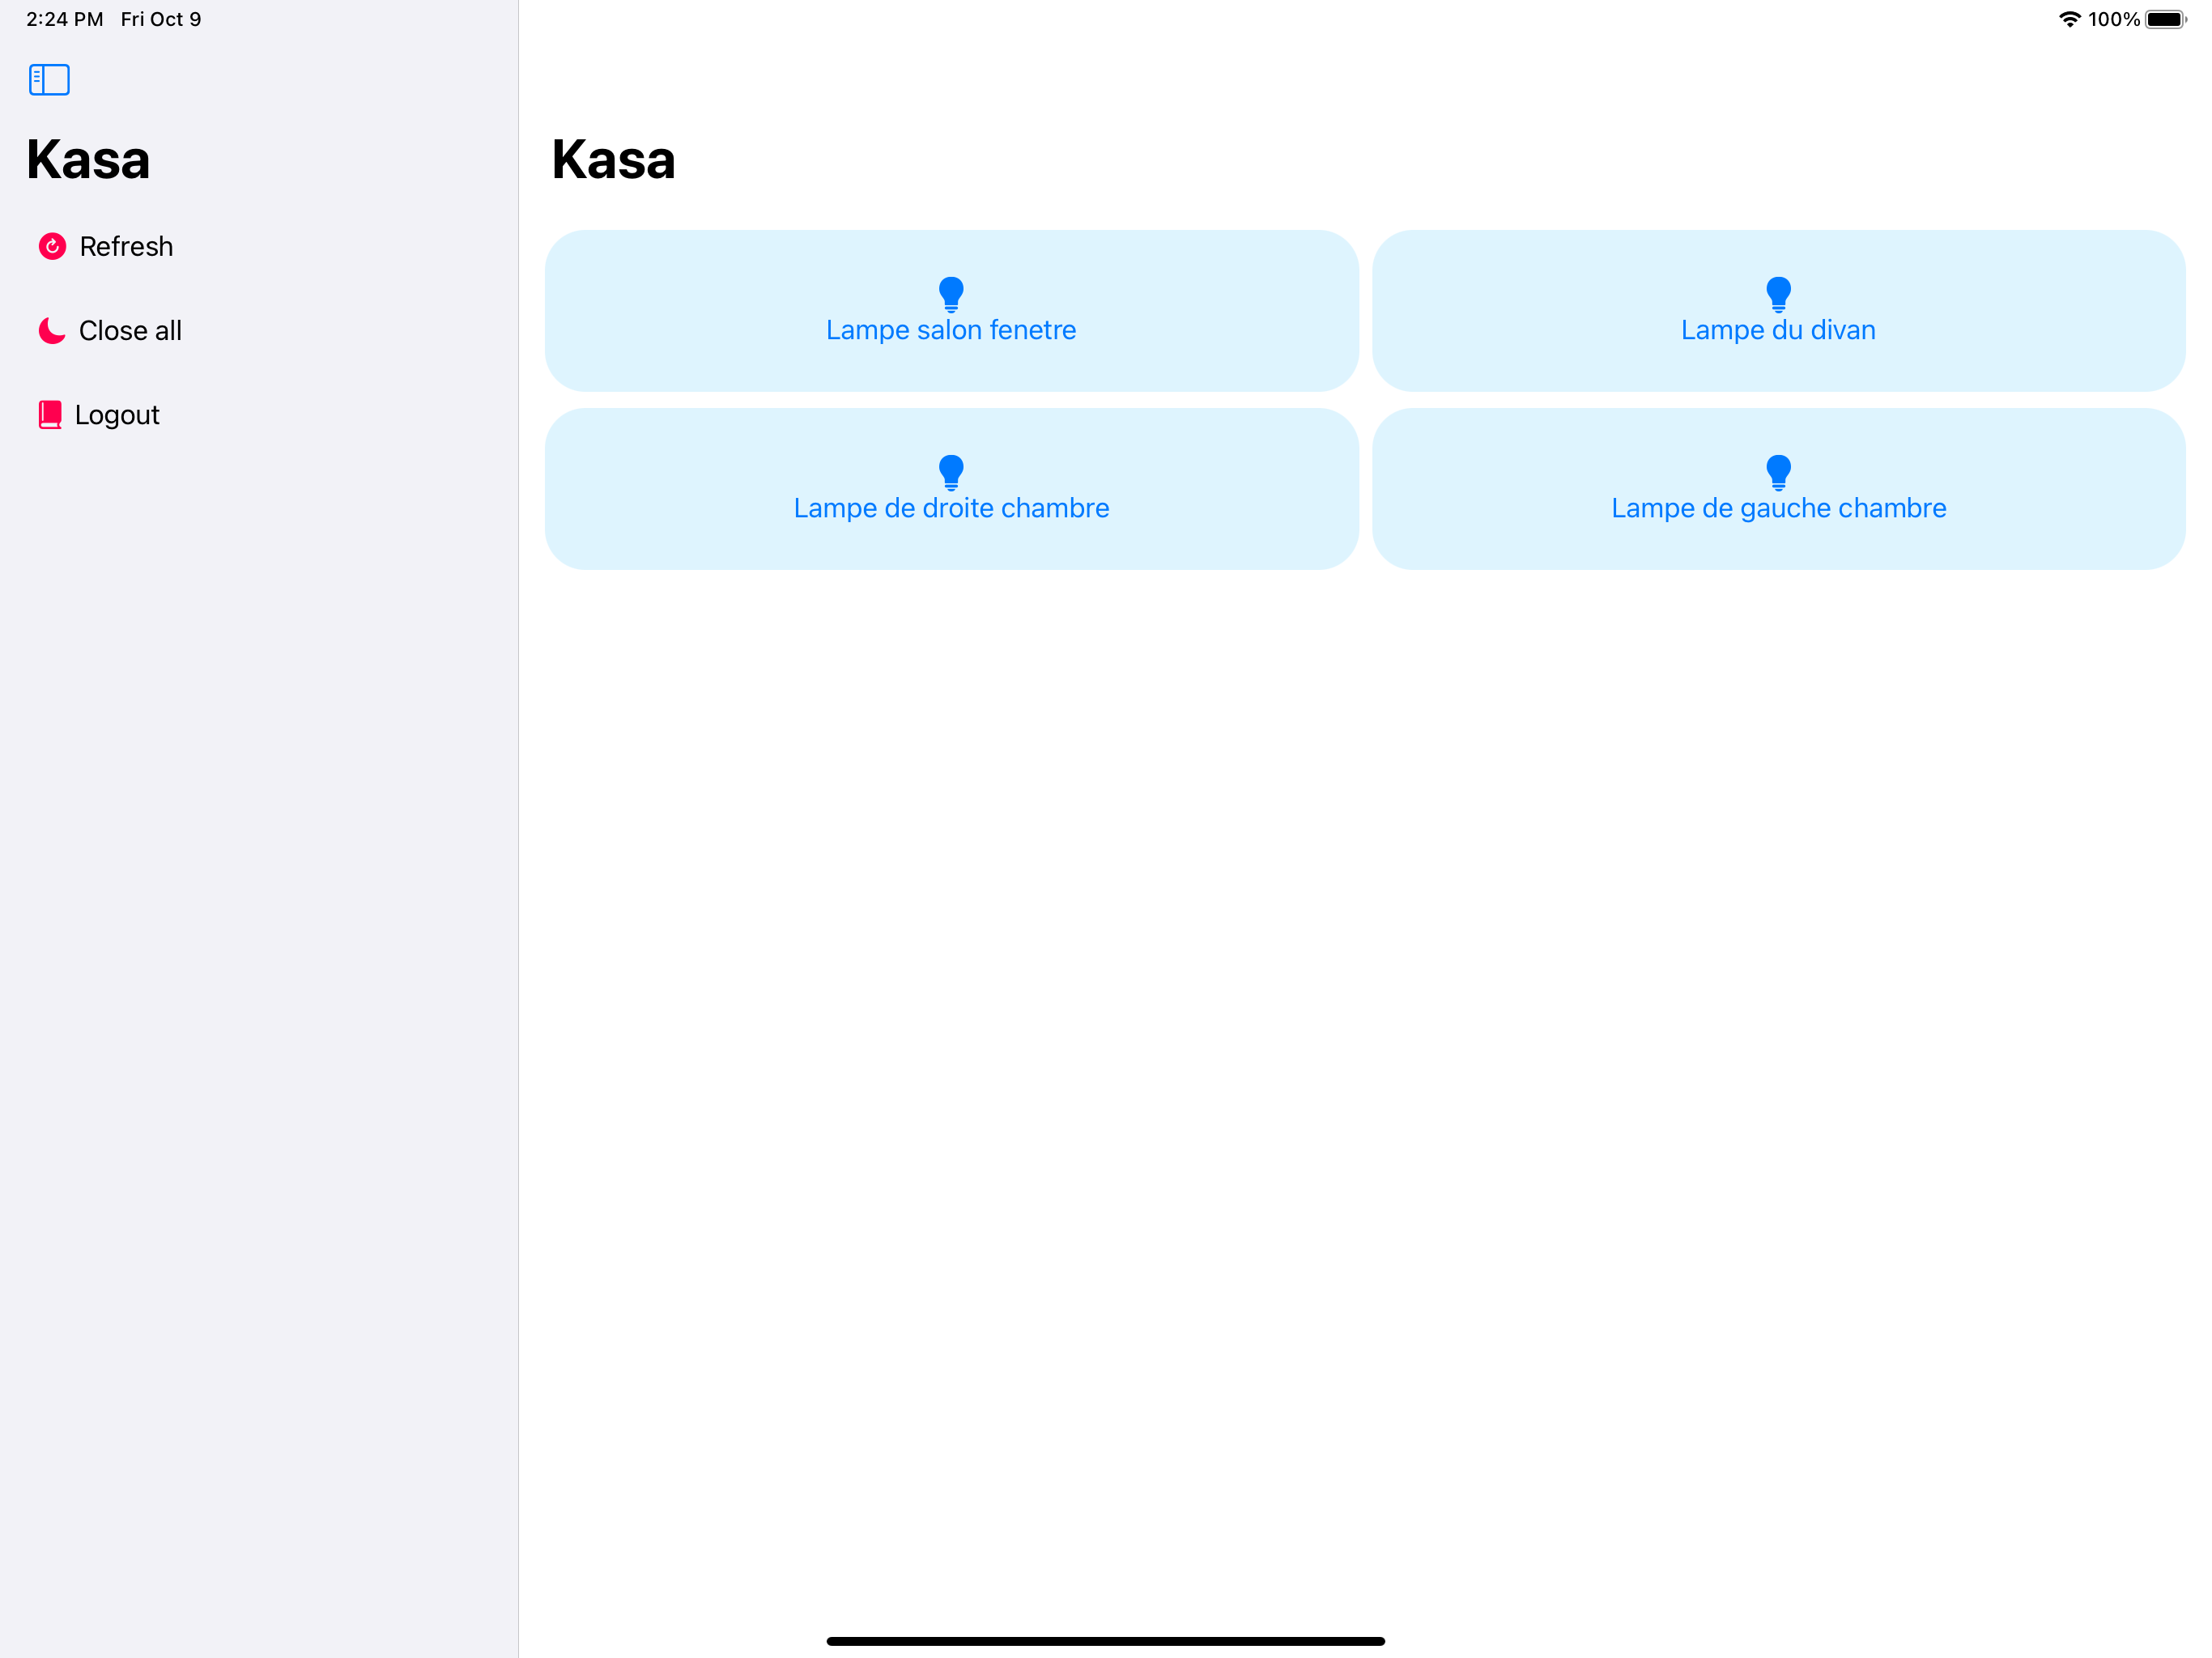 2:24 PM Fri Oct 9
100%
Kasa
Refresh
Close all
Logout
Kasa
Lampe salon fenetre
Lampe du divan
Lampe de droite chambre
Lampe de gauche chambre